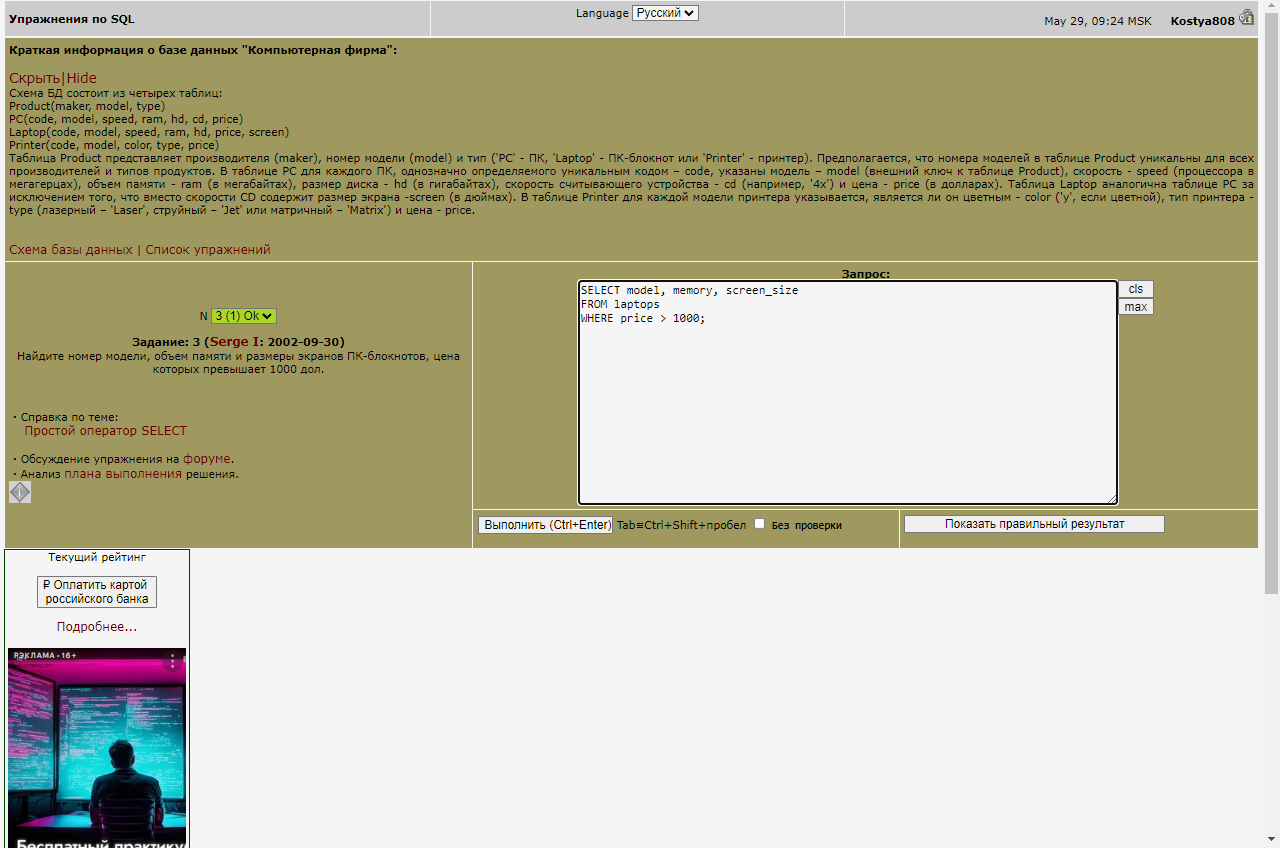 Упражнения по SQL
Language Русский
May 29, 09:24 MSK Kostya808
Краткая информация о базе данных "Компьютерная фирма":
Скрыть|Hide
Схема БД состоит из четырех таблиц:
Product(maker, model, type)
PC(code, model, speed, ram, hd, cd, price)
Laptop(code, model, speed, ram, hd, price, screen)
Printer(code, model, color, type, price)
Таблица Product представляет производителя (maker), номер модели (model) и тип ('PC' - ПК, 'Laptop' - ПК-блокнот или 'Printer' - принтер). Предполагается, что номера моделей в таблице Product уникальны для всех
производителей и типов продуктов. В таблице PC для каждого ПК, однозначно определяемого уникальным кодом – code, указаны модель – model (внешний ключ к таблице Product), скорость - speed (процессора в
мегагерцах), объем памяти - ram (в мегабайтах), размер диска - hd (в гигабайтах), скорость считывающего устройства - cd (например, '4x') и цена - price (в долларах). Таблица Laptop аналогична таблице РС за
исключением того, что вместо скорости CD содержит размер экрана -screen (в дюймах). В таблице Printer для каждой модели принтера указывается, является ли он цветным - color ('y', если цветной), тип принтера -
type (лазерный – 'Laser', струйный – 'Jet' или матричный – 'Matrix') и цена - price.
Схема базы данных | Список упражнений
N 3 (1) Ok
Задание: 3 (Serge I: 2002-09-30)
Найдите номер модели, объем памяти и размеры экранов ПК-блокнотов, цена
которых превышает 1000 дол.
· Справка по теме:
Простой оператор SELECT
· Обсуждение упражнения на форуме.
· Анализ плана выполнения решения.
Запрос:
SELECT model, memory, screen_size
FROM laptops
WHERE price > 1000;
cls
max
Выполнить (Ctrl+Enter) Tab=Ctrl+Shift+пробел Без проверки
Показать правильный результат
Текущий рейтинг
₽ Оплатить картой
российского банка
Подробнее...
РЭКЛАМА • 16+
Бесплатный практику